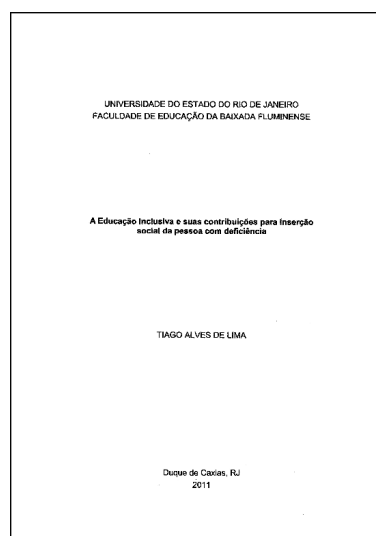 UNIVERSIDADE DO ESTADO DO RIO DE JANEIRO
FACULDADE DE EDUCAÇÃO DA BAIXADA FLUMINENSE
A Educação Inclusiva e suas contribuições para Inserção
social da pessoa com deficiência
TIAGO ALVES DE LIMA
Duque de Caxias, RJ
2011